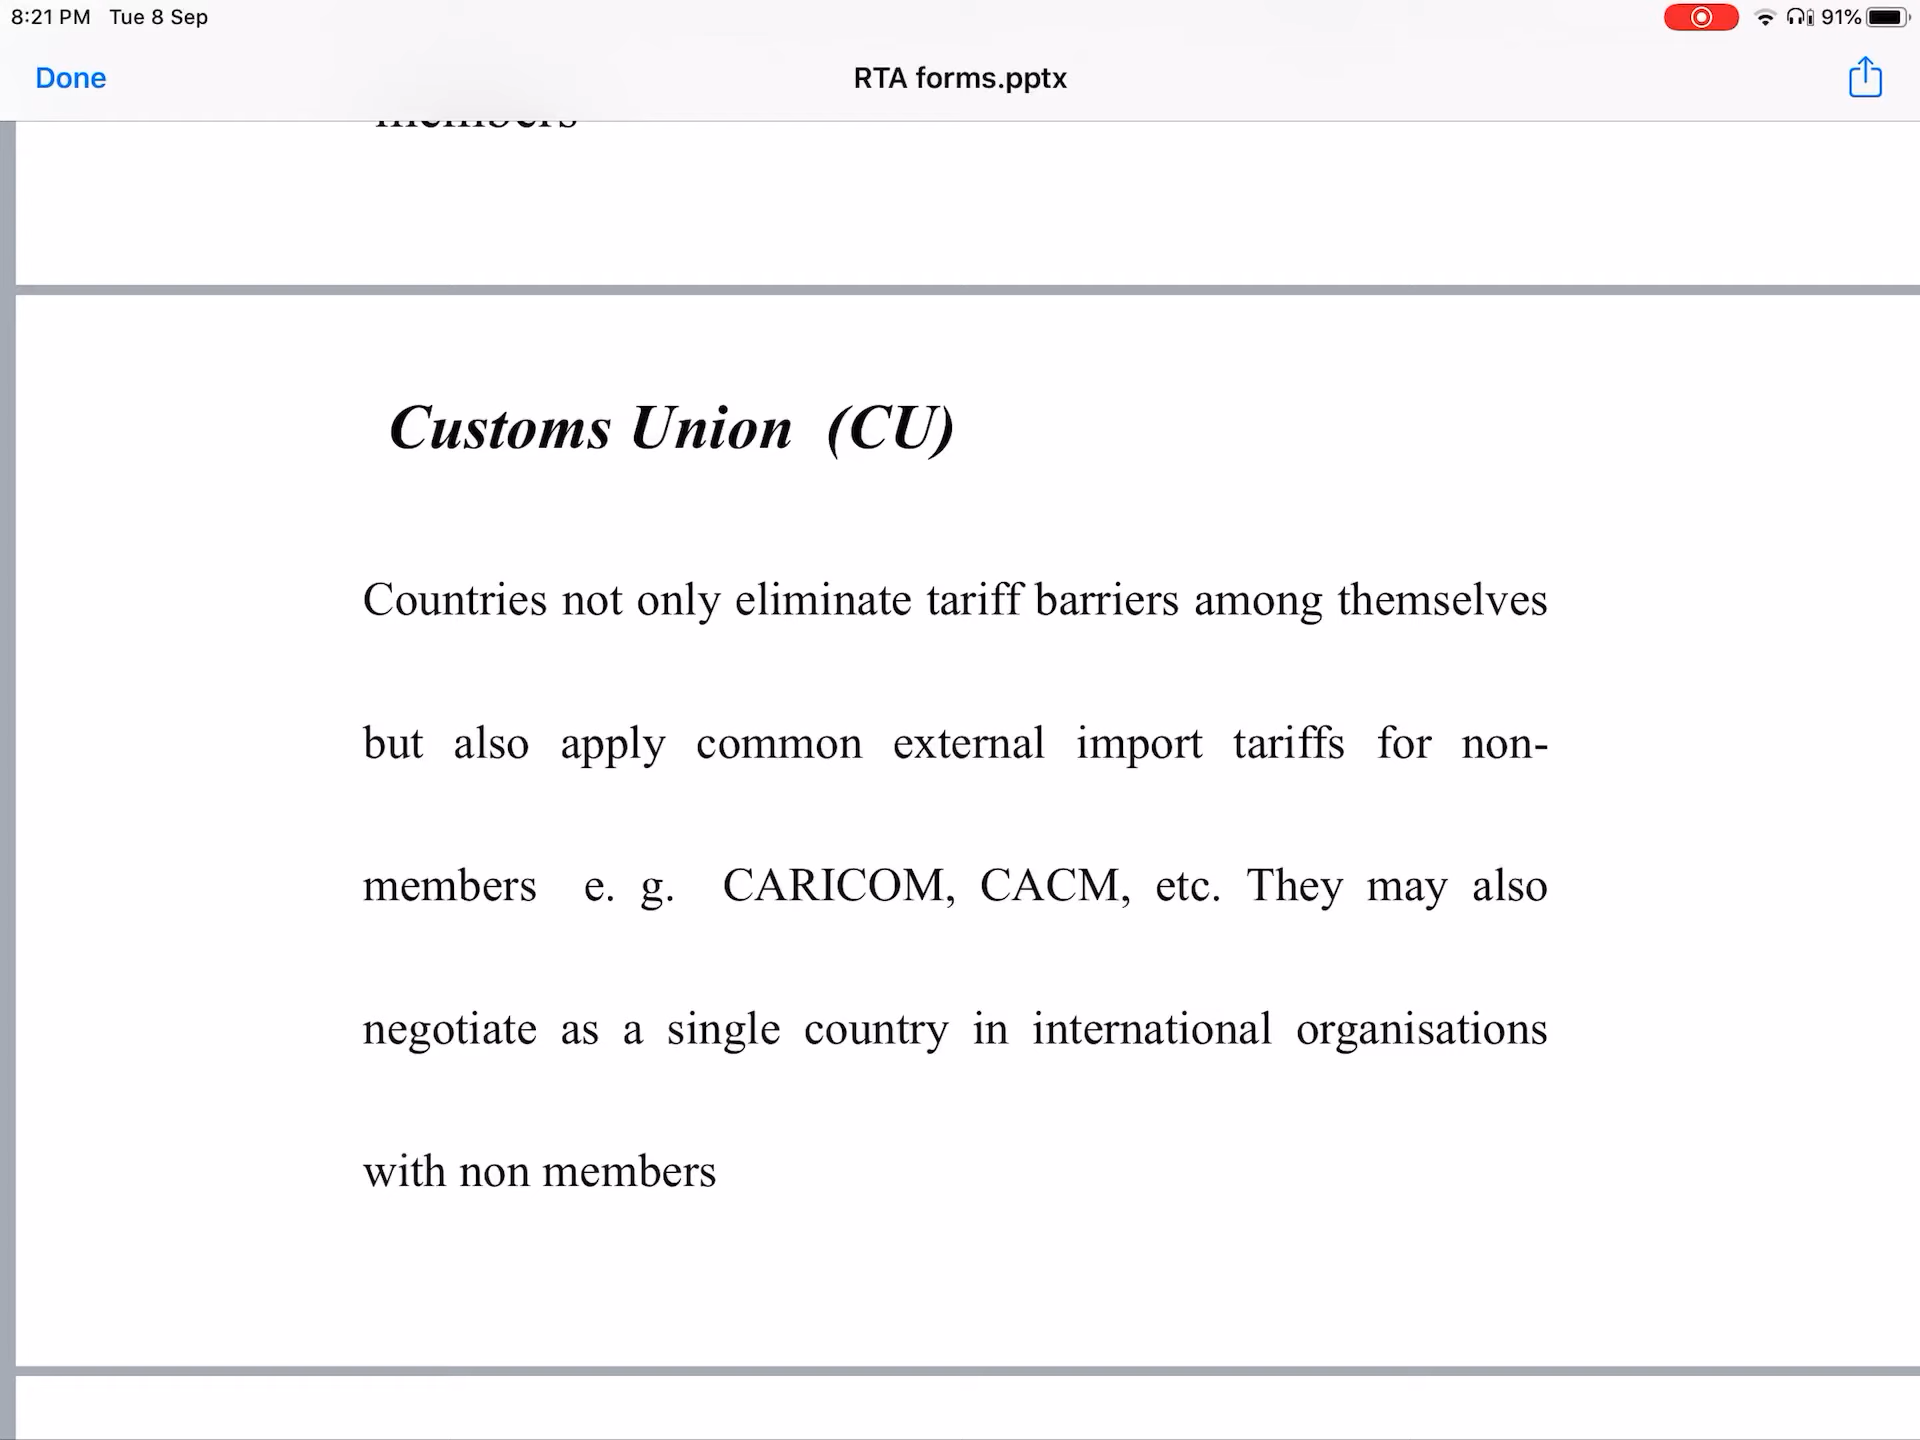 8:21 PM Tue 8 Sep
91%
Done
RTA forms.pptx
members
Customs Union (CU)
Countries not only eliminate tariff barriers among themselves
but also apply common external import tariffs for non-
members e. g. CARICOM, CACM, etc. They may also
negotiate as a single country in international organisations
with non members